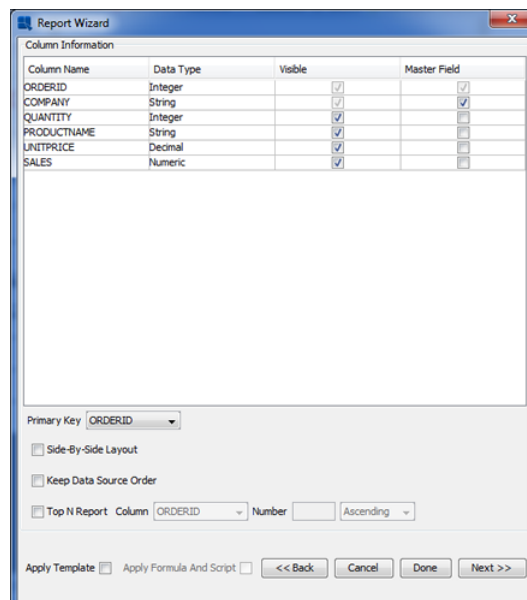 Report Wizard
x
Column Information
Column Name Data Type Visible Master Field
ORDERID Integer
COMPANY String
QUANTITY Integer
PRODUCTNAME String
UNITPRICE Decimal
SALES Numeric
Primary Key ORDERID
Side-By-Side Layout
Keep Data Source Order
Top N Report Column ORDERID Number Ascending
Apply Template Apply Formula And Script << Back Cancel Done Next >>